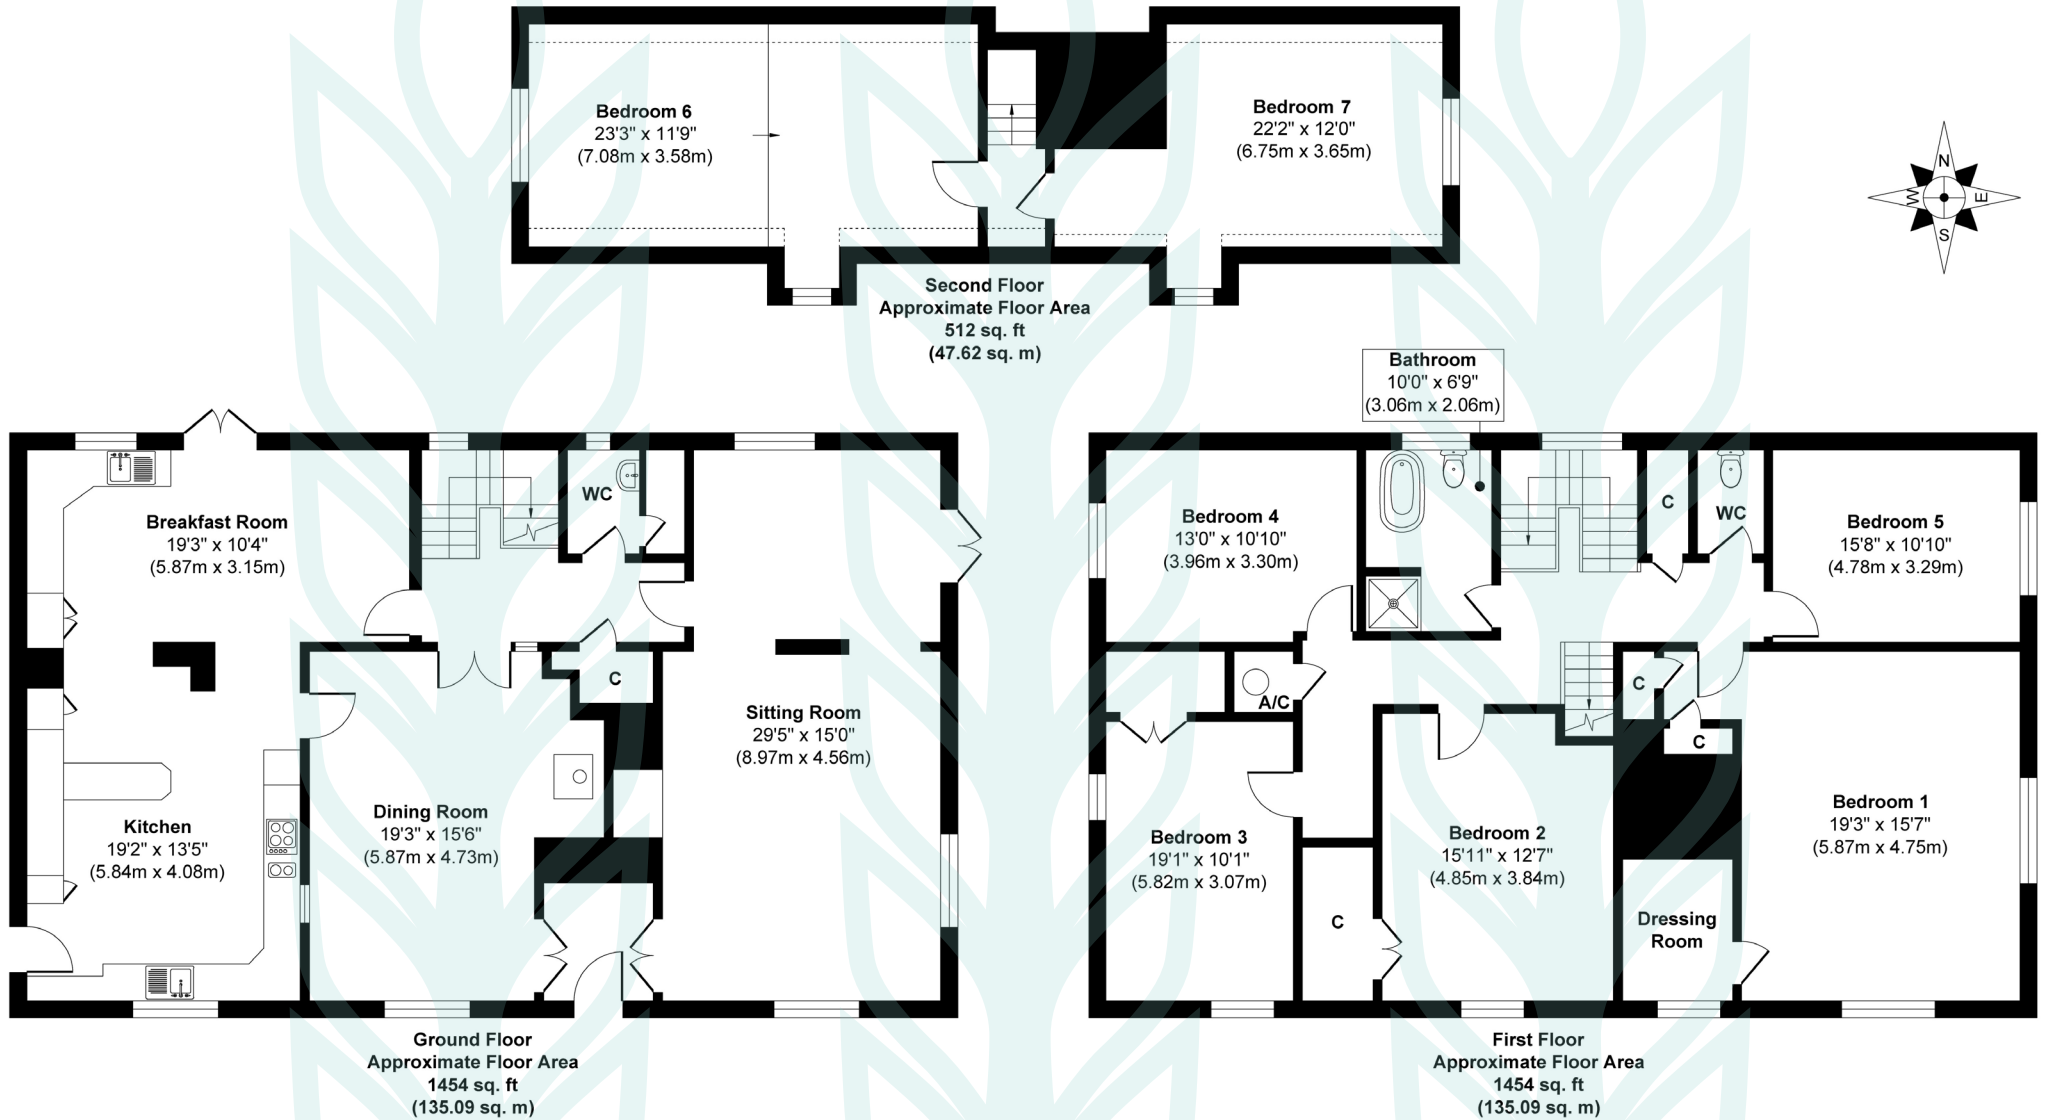 Bedroom 6
23'3" x 11'9"
(7.08m x 3.58m)
Bedroom 7
22'2" x 12'0"
(6.75m x 3.65m)
N
W
E
S
Second Floor
Approximate Floor Area
512 sq. ft
(47.62 sq. m)
Bathroom
10'0" x 6'9"
(3.06m x 2.06m)
Breakfast Room
19'3" x 10'4"
(5.87m x 3.15m)
WC
C
Sitting Room
29'5" x 15'0"
(8.97m x 4.56m)
Dining Room
19'3" x 15'6"
(5.87m x 4.73m)
Kitchen
19'2" x 13'5"
(5.84m x 4.08m)
Ground Floor
Approximate Floor Area
1454 sq. ft
(135.09 sq. m)
Bedroom 4
13'0" x 10'10"
(3.96m x 3.30m)
C
WC
Bedroom 5
15'8" x 10'10"
(4.78m x 3.29m)
A/C
C
C
Bedroom 1
19'3" x 15'7"
(5.87m x 4.75m)
Bedroom 3
19'1" x 10'1"
(5.82m x 3.07m)
Bedroom 2
15'11" x 12'7"
(4.85m x 3.84m)
C
Dressing
Room
First Floor
Approximate Floor Area
1454 sq. ft
(135.09 sq. m)